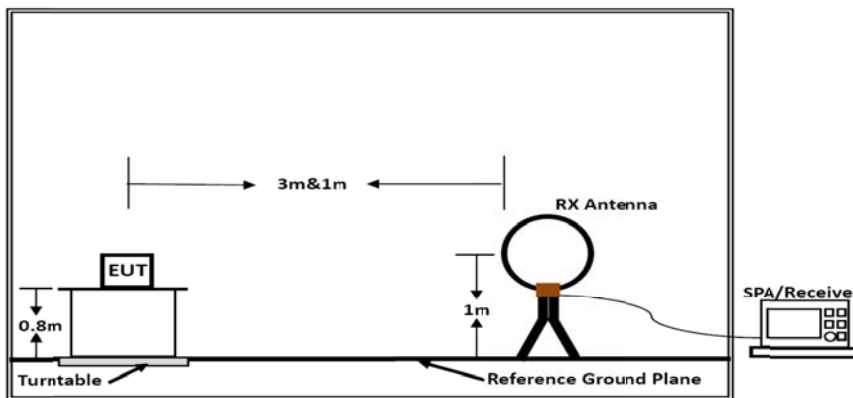 3m&1m
RX Antenna
EUT
SPA/Receive
0.8m
1m
Turntable
Reference Ground Plane